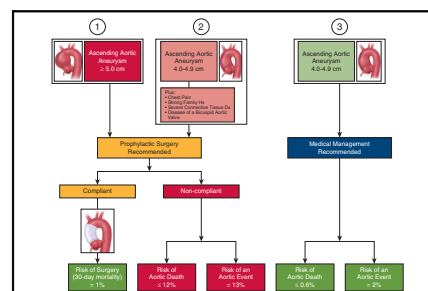 1
2
3
Ascending Aortic
Aneurysm
≥ 5.0 cm
Ascending Aortic
Aneurysm
4.0-4.9 cm
Ascending Aortic
Aneurysm
4.0-4.9 cm
Plus:
• Chest Pain
• Strong Family Hx
• Severe Connective Tissue Dx
• Disease of a Bicuspid Aortic
Valve
Prophylactic Surgery
Recommended
Medical Management
Recommended
Compliant
Non-compliant
Risk of Surgery
(30-day mortality)
= 1%
Risk of
Aortic Death
≤ 12%
Risk of an
Aortic Event
= 13%
Risk of
Aortic Death
≤ 0.6%
Risk of an
Aortic Event
= 2%